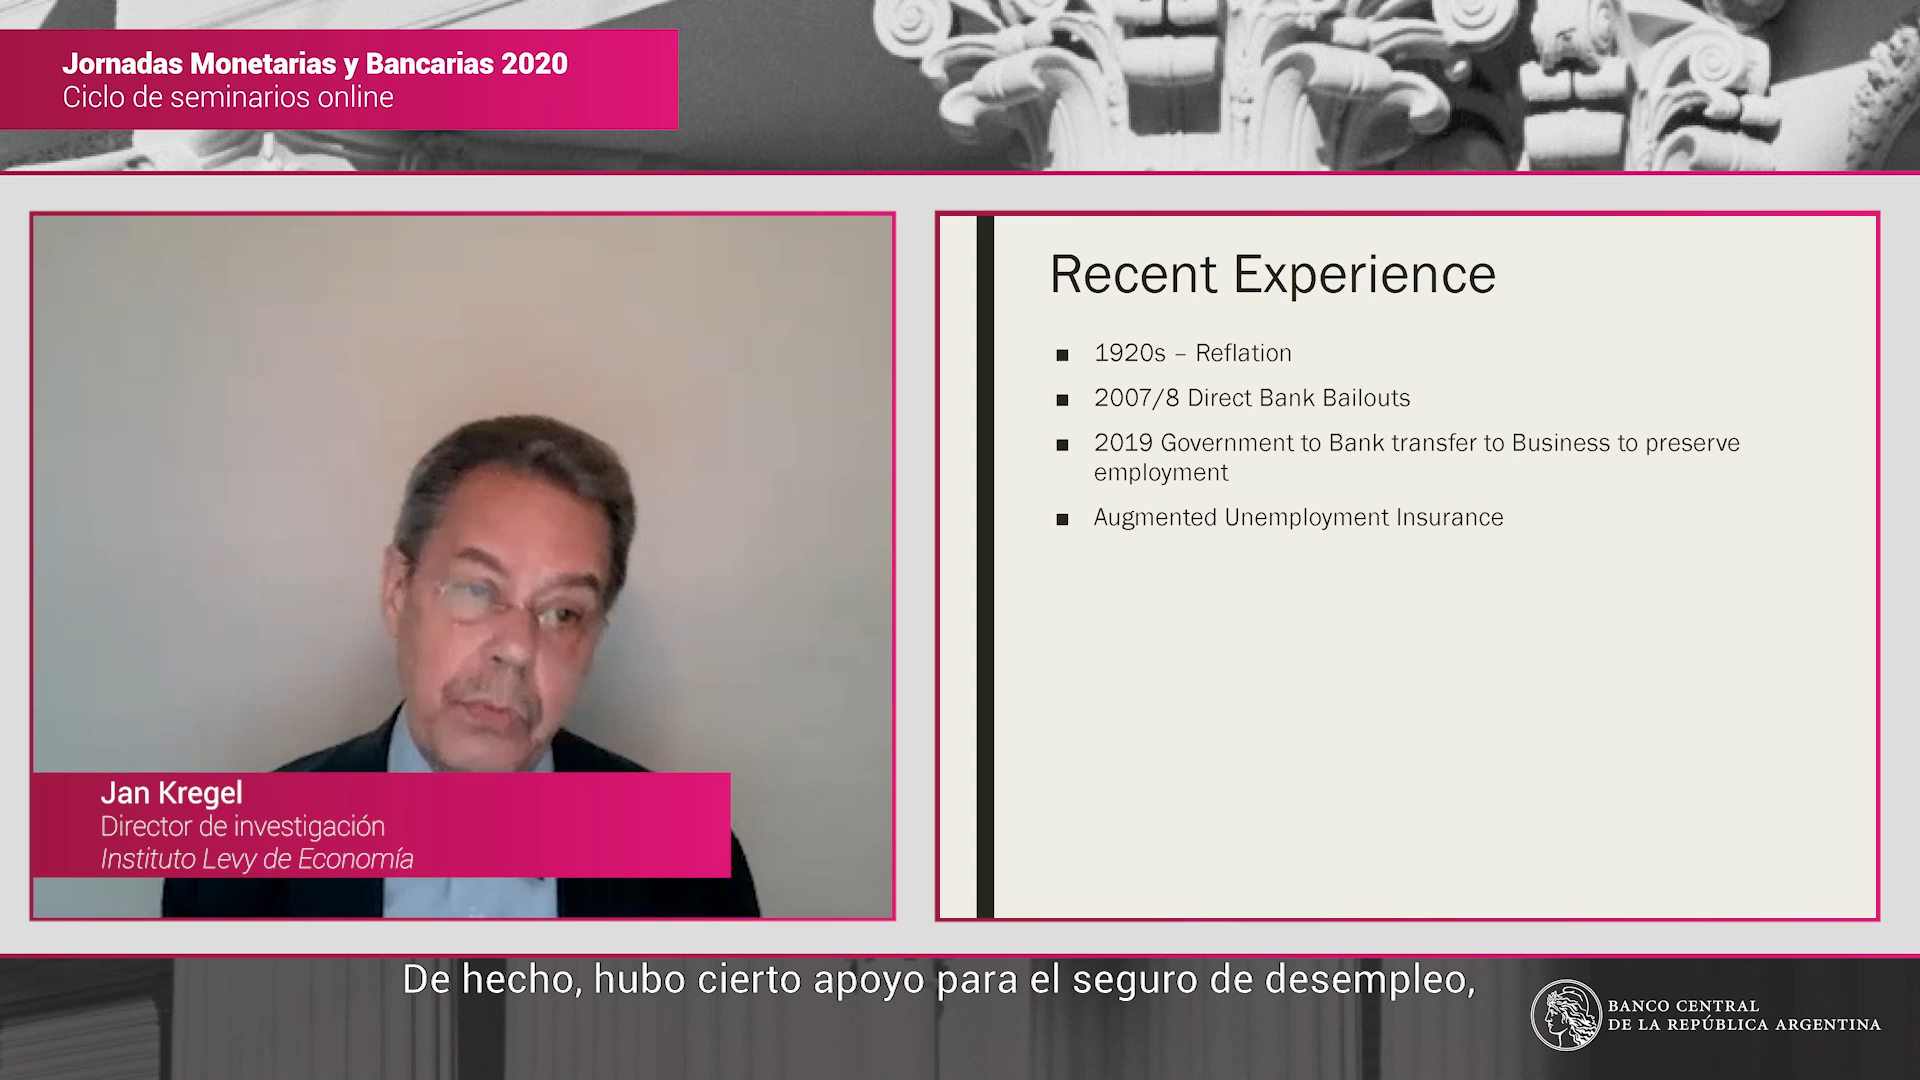 Jornadas Monetarias y Bancarias 2020
Ciclo de seminarios online
Recent Experience
■ 1920s – Reflation
■ 2007/8 Direct Bank Bailouts
■ 2019 Government to Bank transfer to Business to preserve
employment
■ Augmented Unemployment Insurance
Jan Kregel
Director de investigación
Instituto Levy de Economía
De hecho, hubo cierto apoyo para el seguro de desempleo,
BANCO CENTRAL
DE LA REPÚBLICA ARGENTINA